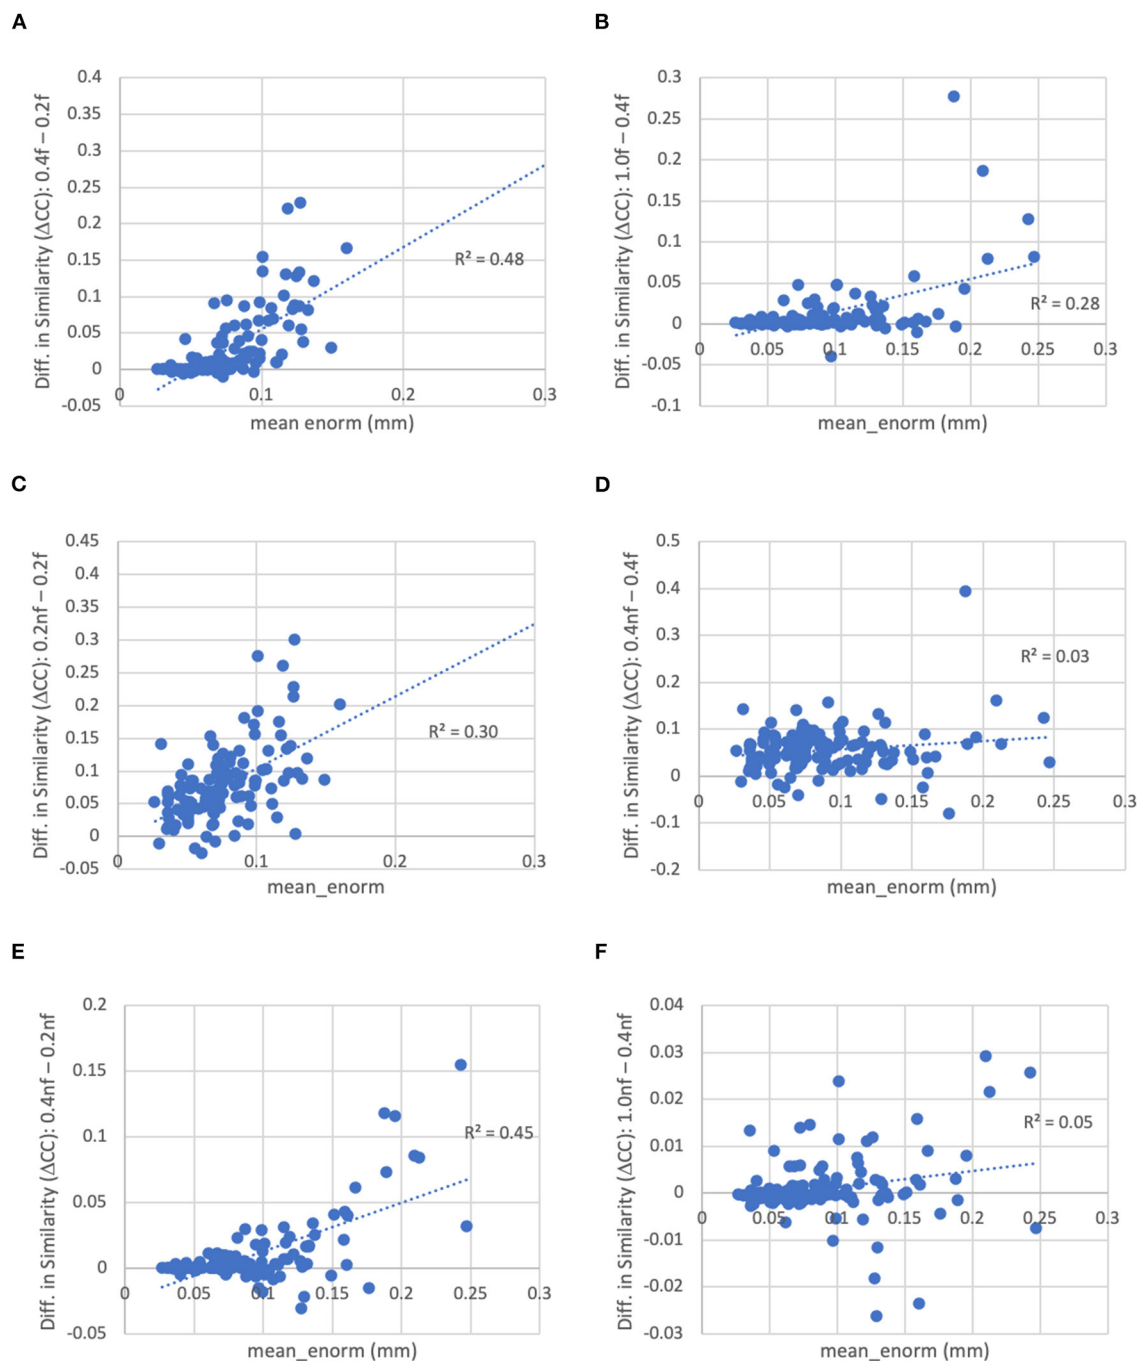 A
Diff. in Similarity (ΔCC): 0.4f – 0.2f
0.4
0.35
0.3
0.25
0.2
0.15
0.1
0.05
0
-0.05
0 0.1 0.2 0.3
R² = 0.48
mean enorm (mm)
B
Diff. in Similarity (ΔCC): 1.0f – 0.4f
0.3
0.25
0.2
0.15
0.1
0.05
0
-0.05
-0.1
0 0.05 0.1 0.15 0.2 0.25 0.3
R² = 0.28
mean_enorm (mm)
C
Diff. in Similarity (ΔCC): 0.2nf – 0.2f
0.45
0.4
0.35
0.3
0.25
0.2
0.15
0.1
0.05
0
-0.05
0 0.1 0.2 0.3
R² = 0.30
mean_enorm
D
Diff. in Similarity (ΔCC): 0.4nf – 0.4f
0.5
0.4
0.3
0.2
0.1
0
-0.1
-0.2
0 0.05 0.1 0.15 0.2 0.25 0.3
R² = 0.03
mean_enorm (mm)
E
Diff. in Similarity (ΔCC): 0.4nf – 0.2nf
0.2
0.15
0.1
0.05
0
-0.05
0 0.05 0.1 0.15 0.2 0.25 0.3
R² = 0.45
mean_enorm (mm)
F
Diff. in Similarity (ΔCC): 1.0nf – 0.4nf
0.04
0.03
0.02
0.01
0
-0.01
-0.02
-0.03
0 0.05 0.1 0.15 0.2 0.25 0.3
R² = 0.05
mean_enorm (mm)